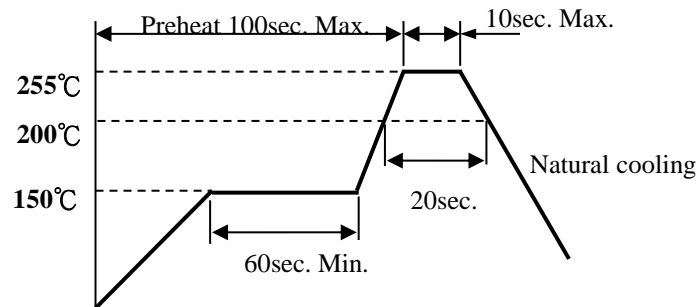 Preheat 100sec. Max.
10sec. Max.
255℃
200℃
150℃
Natural cooling
20sec.
60sec. Min.